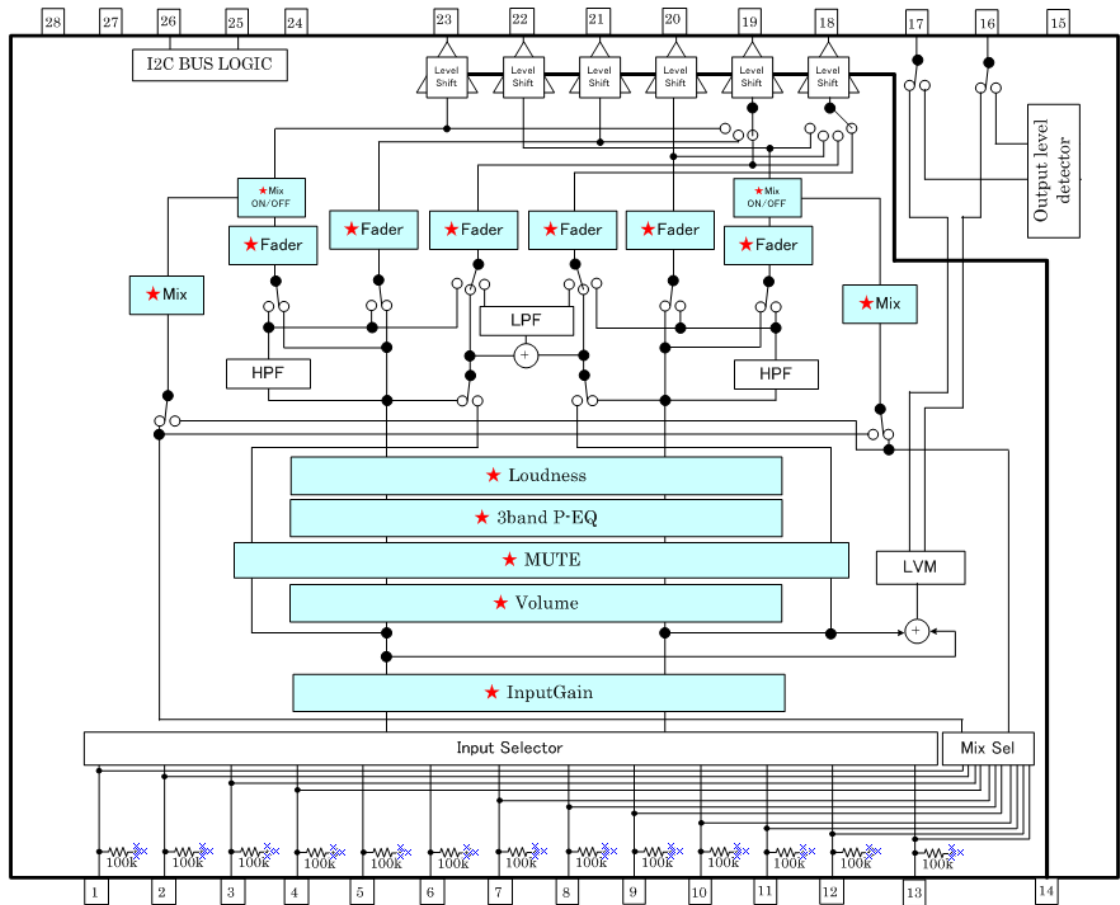 28 27 26 25 24 23 22 21 20 19 18 17 16 15
I2C BUS LOGIC
Level Shift
Level Shift
Level Shift
Level Shift
Level Shift
Level Shift
Output level detector
★Mix ON/OFF
★Mix ON/OFF
★Fader
★Fader
★Fader
★Fader
★Fader
★Fader
★Mix
★Mix
LPF
+
HPF
HPF
★ Loudness
★ 3band P-EQ
★ MUTE
LVM
★ Volume
+
★ InputGain
Input Selector
Mix Sel
100k 100k 100k 100k 100k 100k 100k 100k 100k 100k 100k 100k 100k
1 2 3 4 5 6 7 8 9 10 11 12 13 14